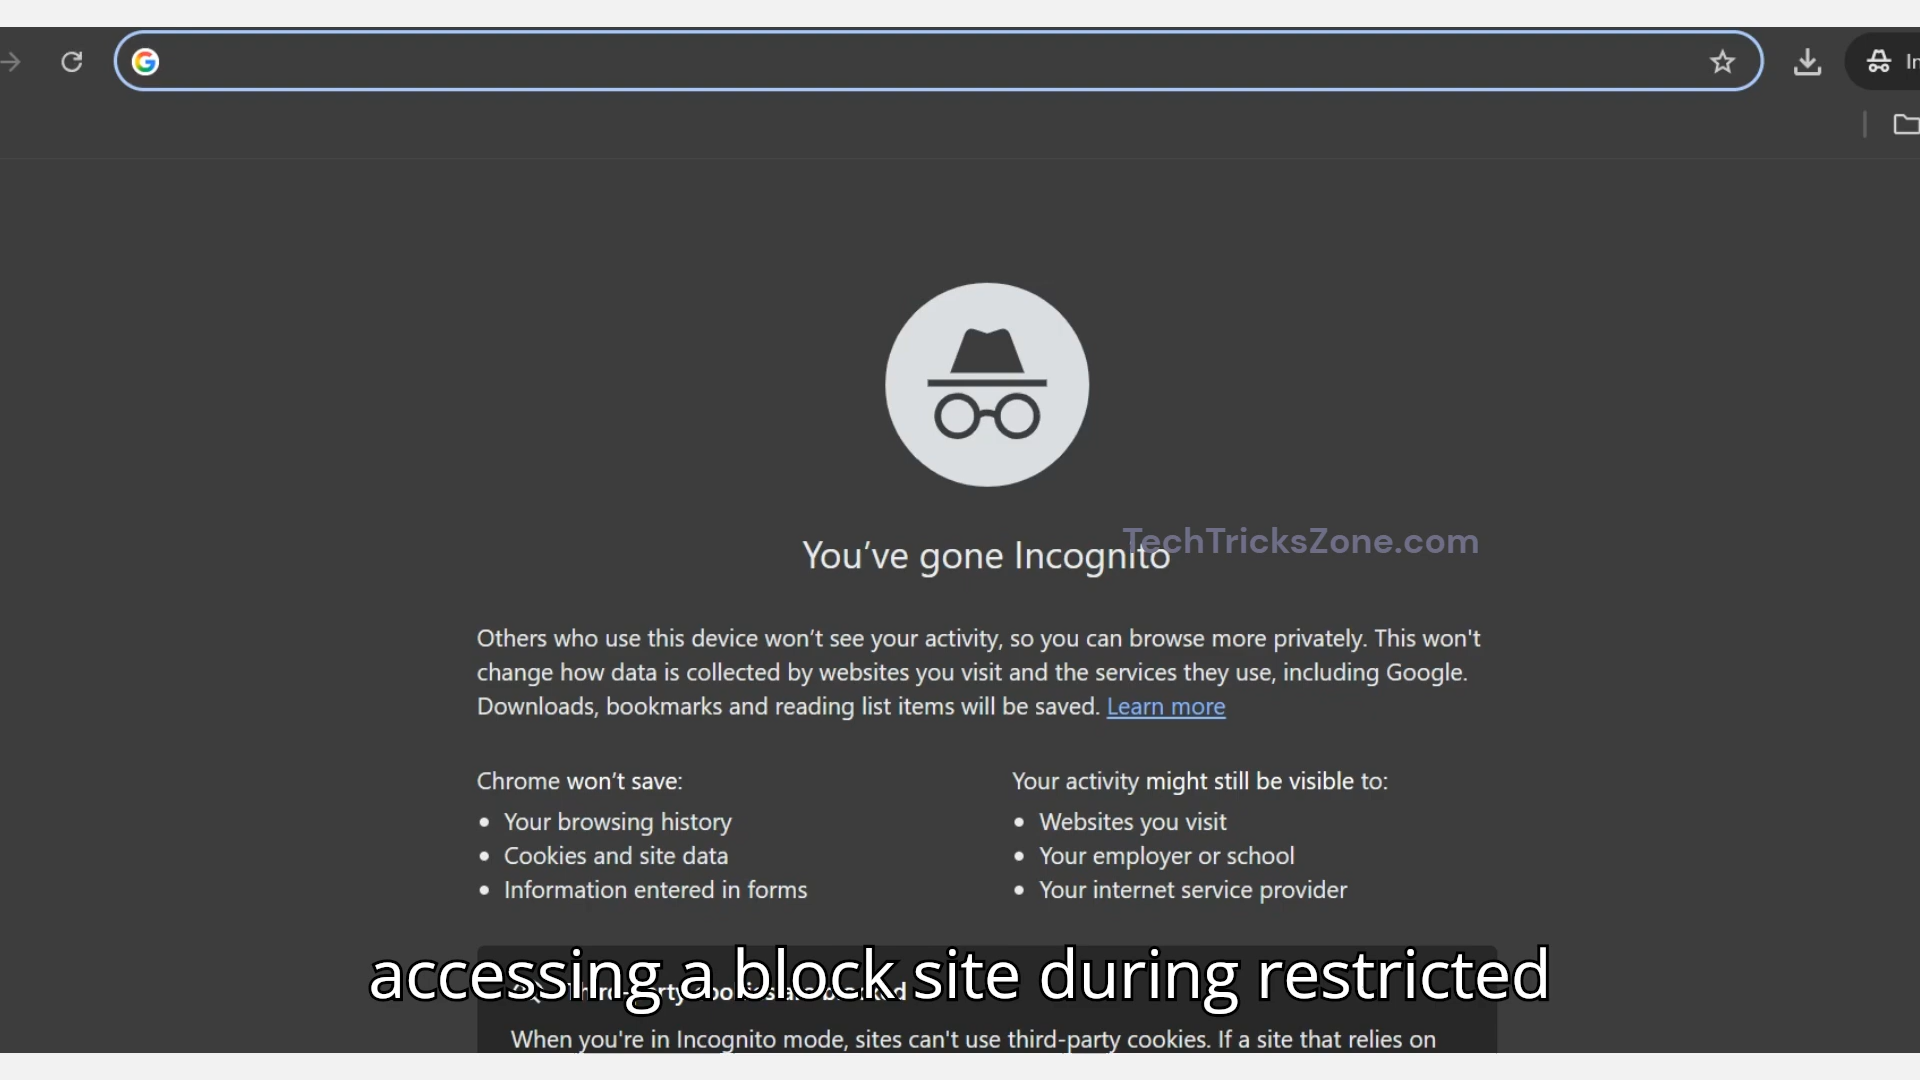 In
TechTricksZone.com
You’ve gone Incognito
Others who use this device won’t see your activity, so you can browse more privately. This won't
change how data is collected by websites you visit and the services they use, including Google.
Downloads, bookmarks and reading list items will be saved. Learn more
Chrome won’t save:
Your browsing history
Cookies and site data
Information entered in forms
Your activity might still be visible to:
Websites you visit
Your employer or school
Your internet service provider
accessing a block site during restricted
When you're in Incognito mode, sites can't use third-party cookies. If a site that relies on